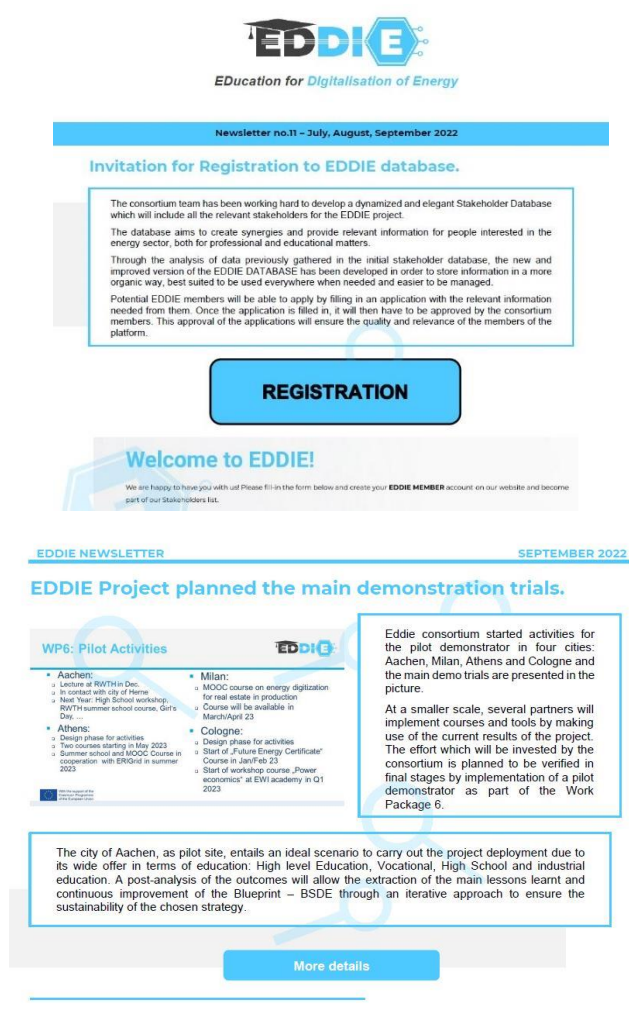 EDDIE
EDucation for DIgitalisation of Energy
Newsletter no.11 – July, August, September 2022
Invitation for Registration to EDDIE database.
The consortium team has been working hard to develop a dynamized and elegant Stakeholder Database
which will include all the relevant stakeholders for the EDDIE project.
The database aims to create synergies and provide relevant information for people interested in the
energy sector, both for professional and educational matters.
Through the analysis of data previously gathered in the initial stakeholder database, the new and
improved version of the EDDIE DATABASE has been developed in order to store information in a more
organic way, best suited to be used everywhere when needed and easier to be managed.
Potential EDDIE members will be able to apply by filling in an application with the relevant information
needed from them. Once the application is filled in, it will then have to be approved by the consortium
members. This approval of the applications will ensure the quality and relevance of the members of the
platform.
REGISTRATION
Welcome to EDDIE!
We are happy to have you with us! Please fill-in the form below and create your EDDIE MEMBER account on our website and become
part of our Stakeholders list.
EDDIE NEWSLETTER SEPTEMBER 2022
EDDIE Project planned the main demonstration trials.
WP6: Pilot Activities
EDDIE
• Aachen:
Lecture at RWTH in Dec.
In contact with city of Herne
Next Year: High School workshop,
RWTH summer school course, Girl's
Day, ...
• Athens:
Design phase for activities
Two courses starting in May 2023
Summer school and MOOC Course in
cooperation with ERIGrid in summer
2023
• Milan:
MOOC course on energy digitization
for real estate in production
Course will be available in
March/April 23
• Cologne:
Design phase for activities
Start of „Future Energy Certificate"
Course in Jan/Feb 23
Start of workshop course „Power
economics" at EWI academy in Q1
2023
With the support of the
Erasmus+ Programme
of the European Union
Eddie consortium started activities for
the pilot demonstrator in four cities:
Aachen, Milan, Athens and Cologne and
the main demo trials are presented in the
picture.
At a smaller scale, several partners will
implement courses and tools by making
use of the current results of the project.
The effort which will be invested by the
consortium is planned to be verified in
final stages by implementation of a pilot
demonstrator as part of the Work
Package 6.
The city of Aachen, as pilot site, entails an ideal scenario to carry out the project deployment due to
its wide offer in terms of education: High level Education, Vocational, High School and industrial
education. A post-analysis of the outcomes will allow the extraction of the main lessons learnt and
continuous improvement of the Blueprint – BSDE through an iterative approach to ensure the
sustainability of the chosen strategy.
More details